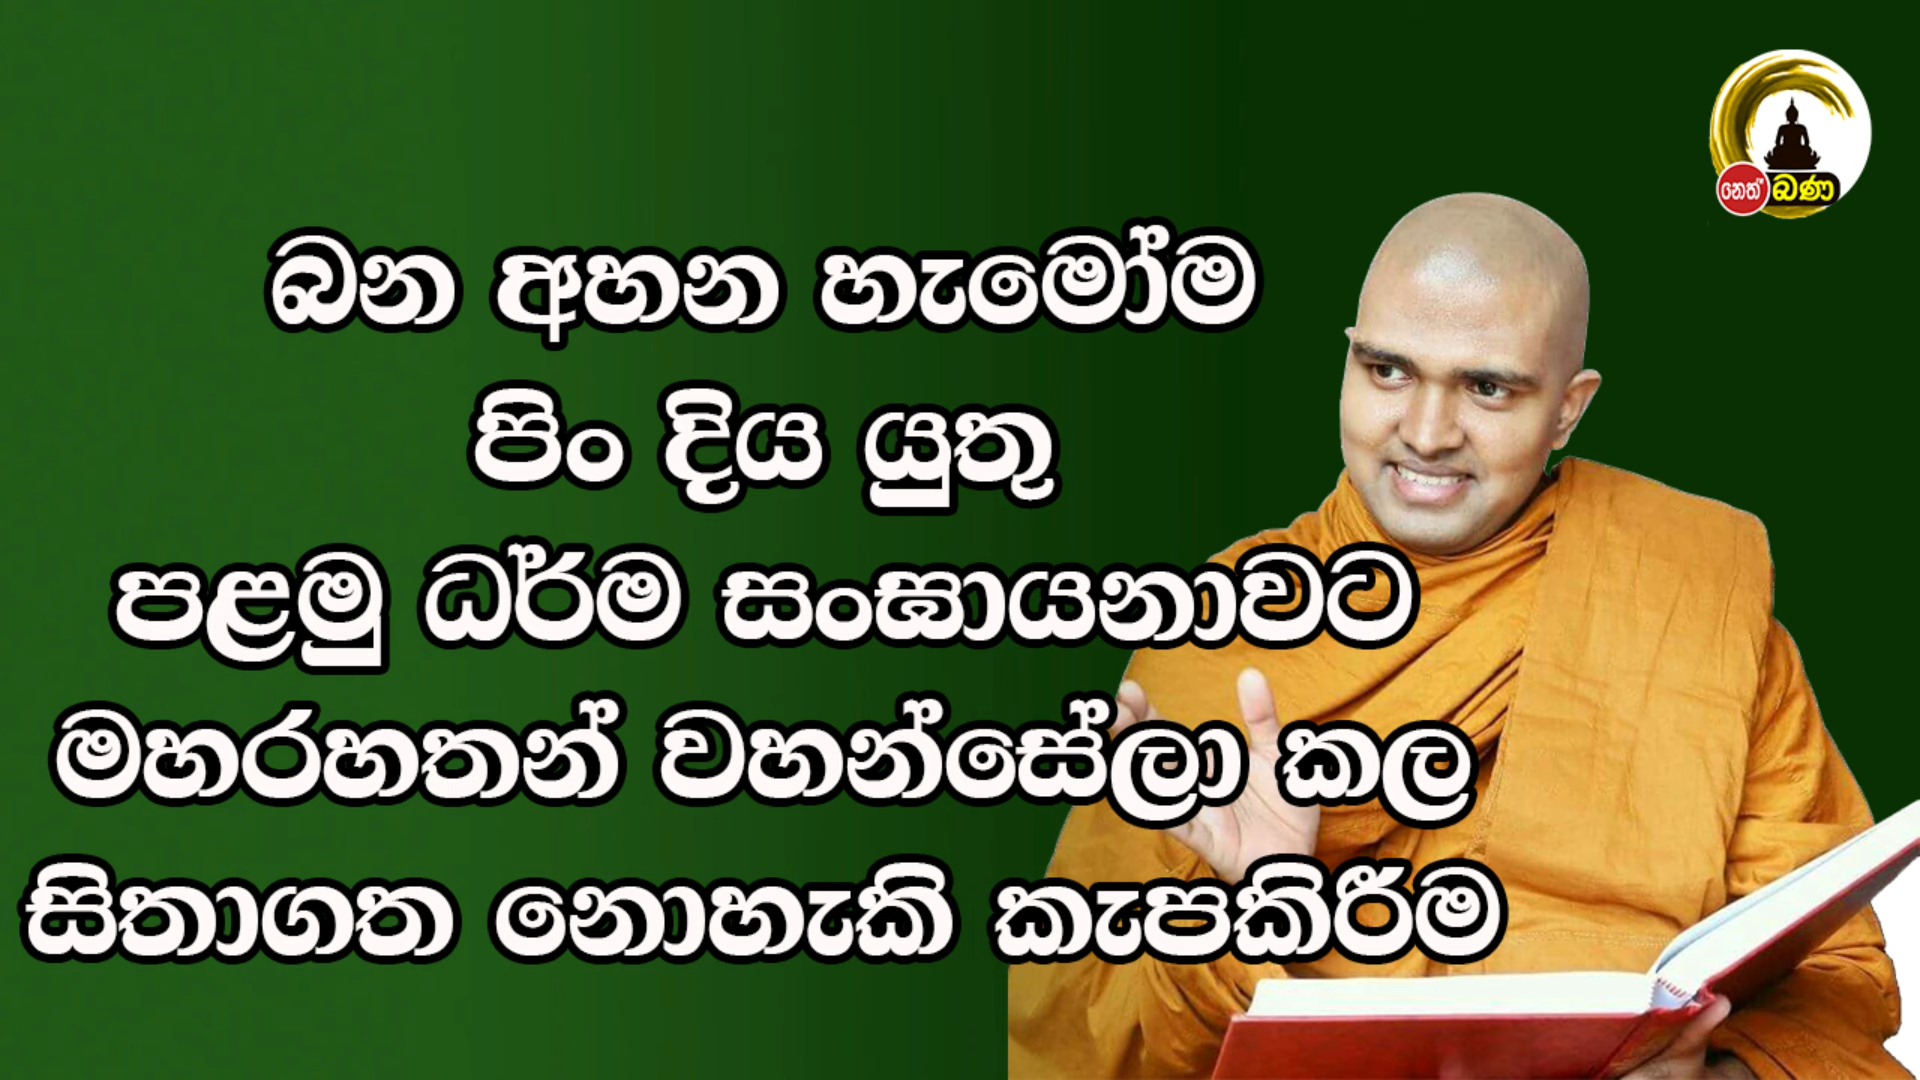 නෙත් බණ
බන අහන හැමෝම
පිං දිය යුතු
පළමු ධර්ම සංඝායනාවට
මහරහතන් වහන්සේලා කල
සිතාගත නොහැකි කැපකිරීම